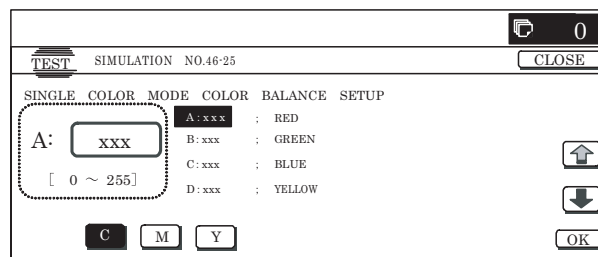 0
TEST SIMULATION NO.46-25 CLOSE
SINGLE COLOR MODE COLOR BALANCE SETUP
A: xxx
[ 0 ~ 255]
A:xxx ; RED
B:xxx ; GREEN
C:xxx ; BLUE
D:xxx ; YELLOW
C M Y OK